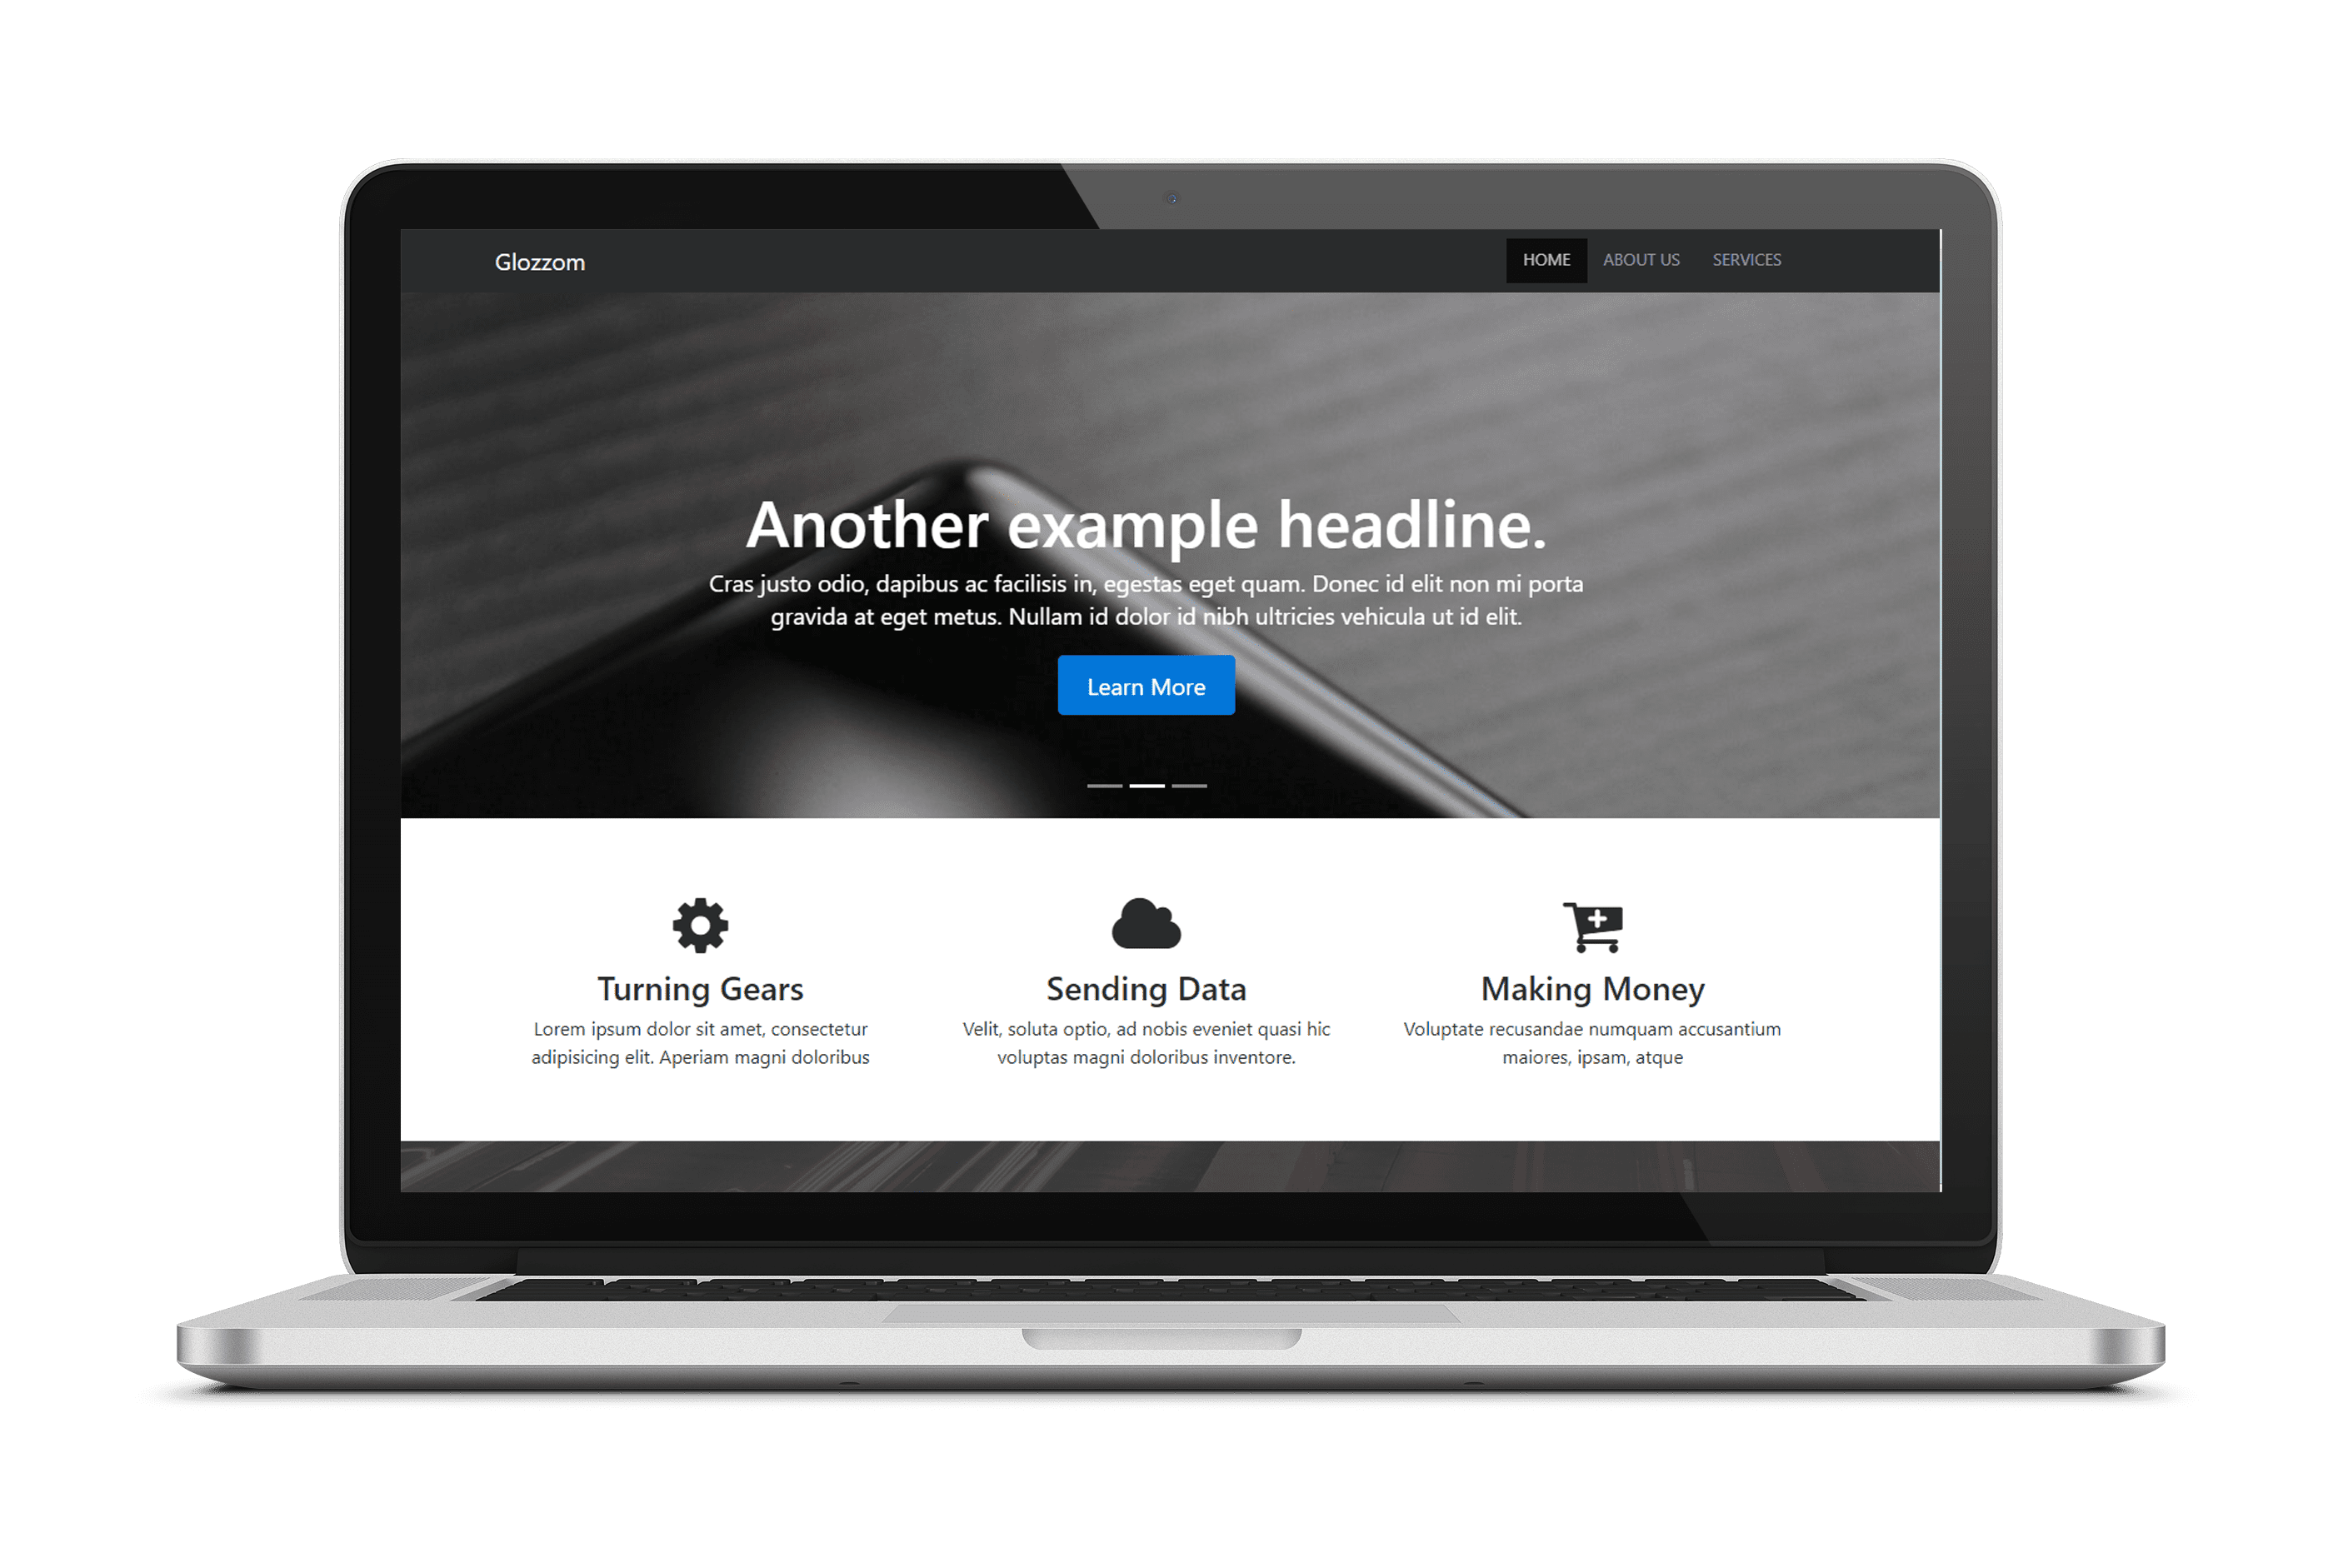 Glozzom
HOME ABOUT US SERVICES
Another example headline.
Cras justo odio, dapibus ac facilisis in, egestas eget quam. Donec id elit non mi porta
gravida at eget metus. Nullam id dolor id nibh ultricies vehicula ut id elit.
Learn More
Turning Gears
Lorem ipsum dolor sit amet, consectetur
adipisicing elit. Aperiam magni doloribus
Sending Data
Velit, soluta optio, ad nobis eveniet quasi hic
voluptas magni doloribus inventore.
Making Money
Voluptate recusandae numquam accusantium
maiores, ipsam, atque